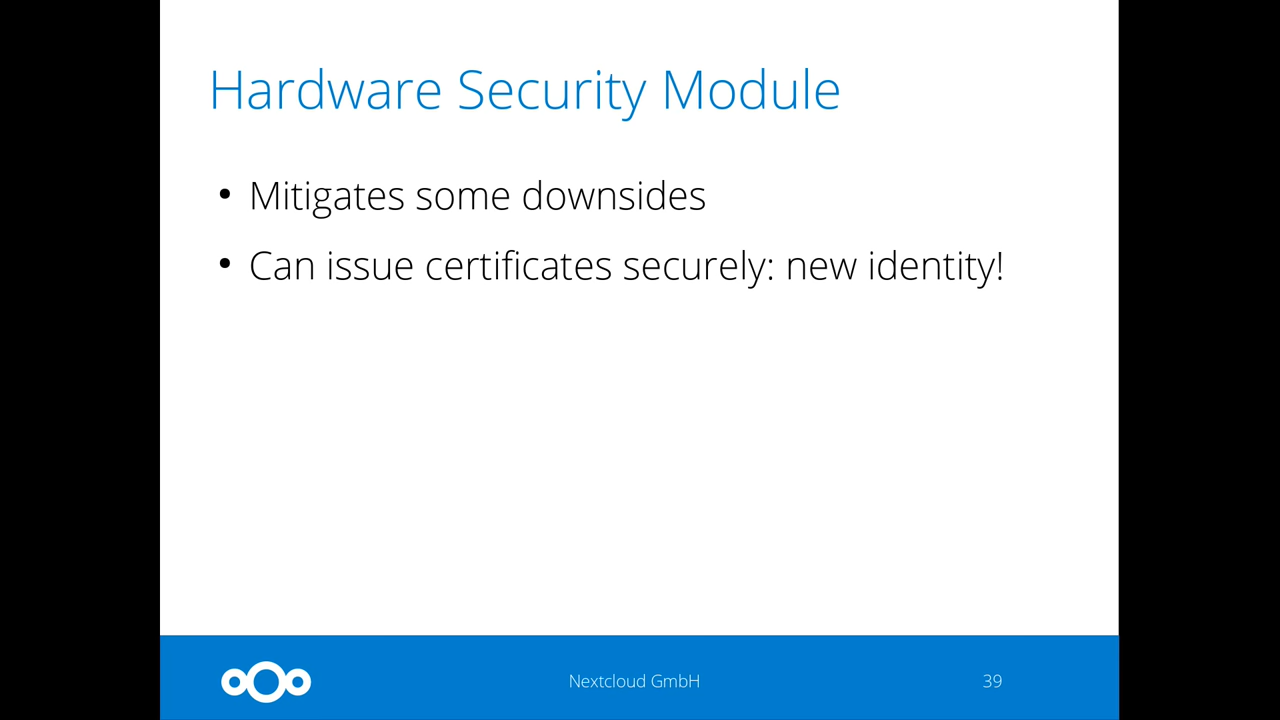 Hardware Security Module
• Mitigates some downsides
• Can issue certificates securely: new identity!
Nextcloud GmbH
39